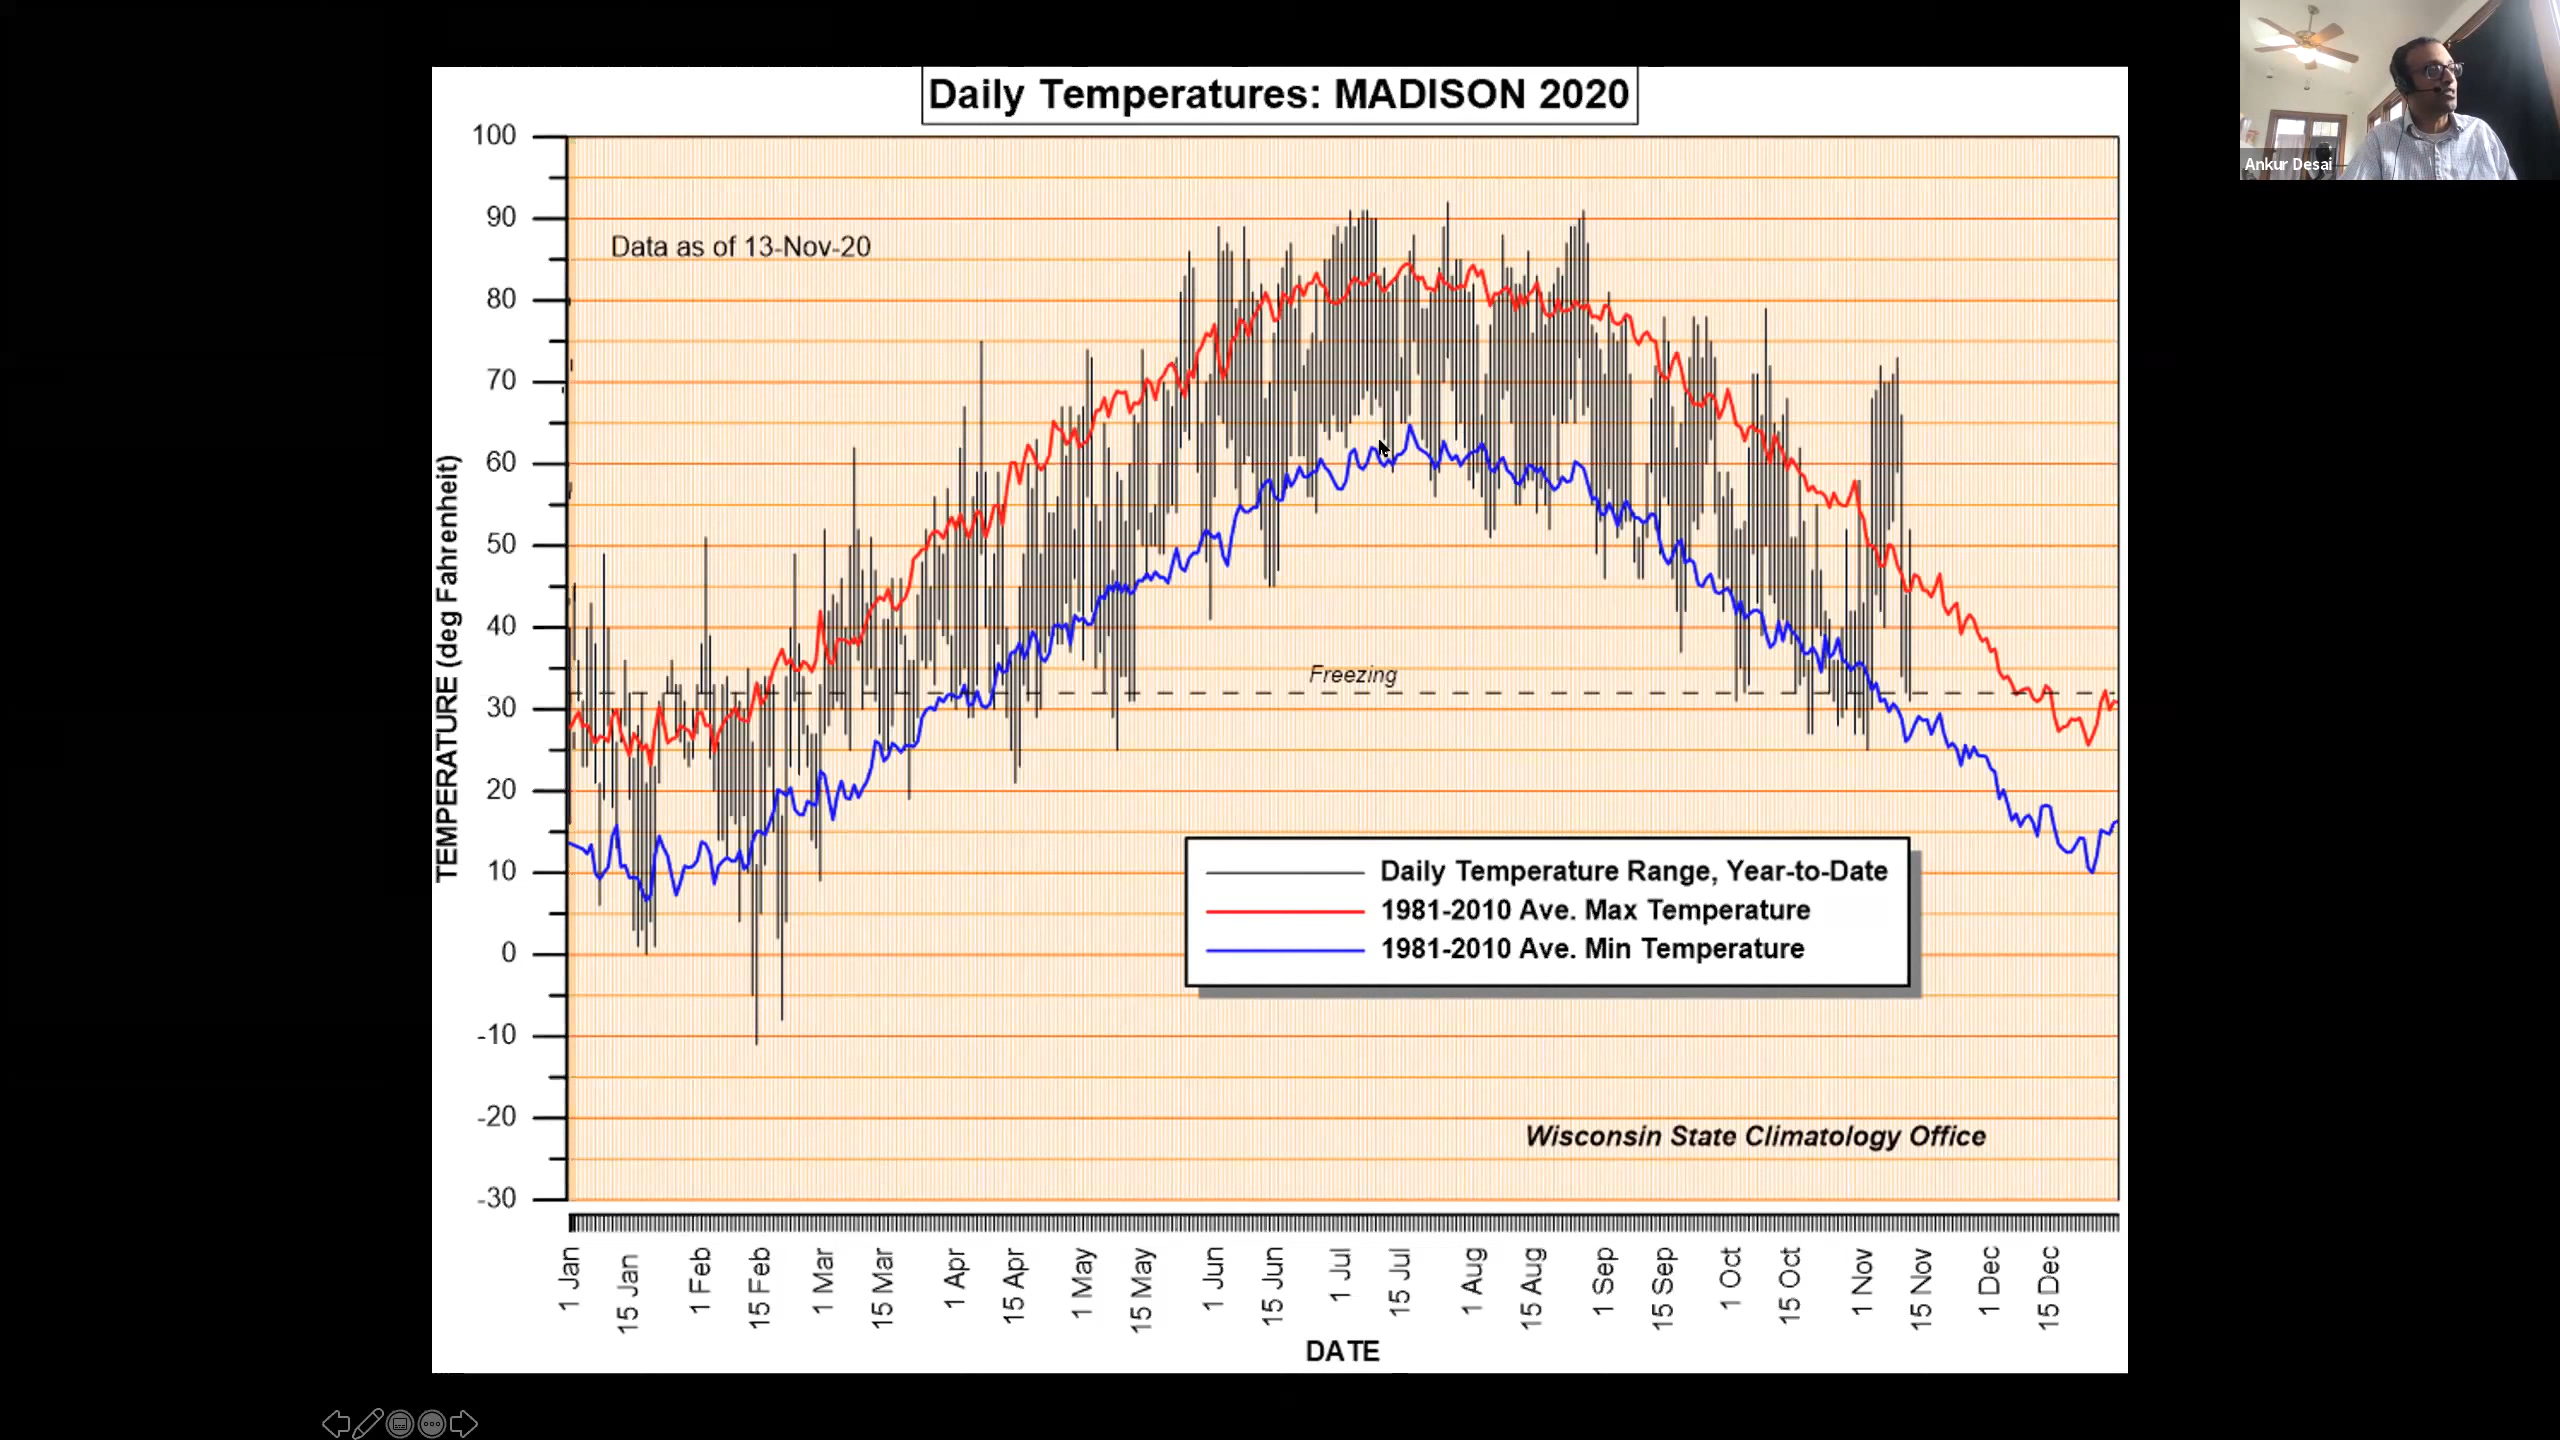 Daily Temperatures: MADISON 2020
Ankur Desai
Data as of 13-Nov-20
TEMPERATURE (deg Fahrenheit)
100
90
80
70
60
50
40
30
20
10
0
-10
-20
-30
Freezing
Daily Temperature Range, Year-to-Date
1981-2010 Ave. Max Temperature
1981-2010 Ave. Min Temperature
Wisconsin State Climatology Office
1 Jan
15 Jan
1 Feb
15 Feb
1 Mar
15 Mar
1 Apr
15 Apr
1 May
15 May
1 Jun
15 Jun
1 Jul
15 Jul
1 Aug
15 Aug
1 Sep
15 Sep
1 Oct
15 Oct
1 Nov
15 Nov
1 Dec
15 Dec
DATE